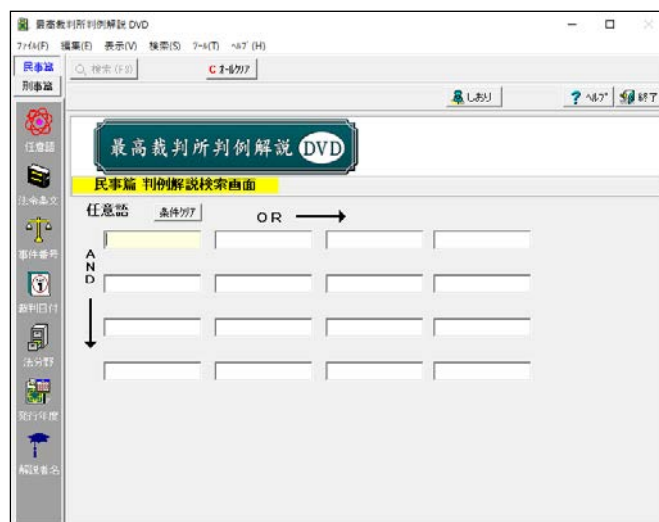 最高裁判所判例解説 DVD
ファイル(F) 編集(E) 表示(V) 検索(S) ツール(T) ヘルプ(H)
民事篇 検索(F3) C オールクリア
刑事篇
しおり ? ヘルプ 終了
任意語
最高裁判所判例解説 DVD
民事篇 判例解説検索画面
法令条文
任意語 条件クリア OR
事件番号
AND
裁判日付
法分野
発行年度
解説者名